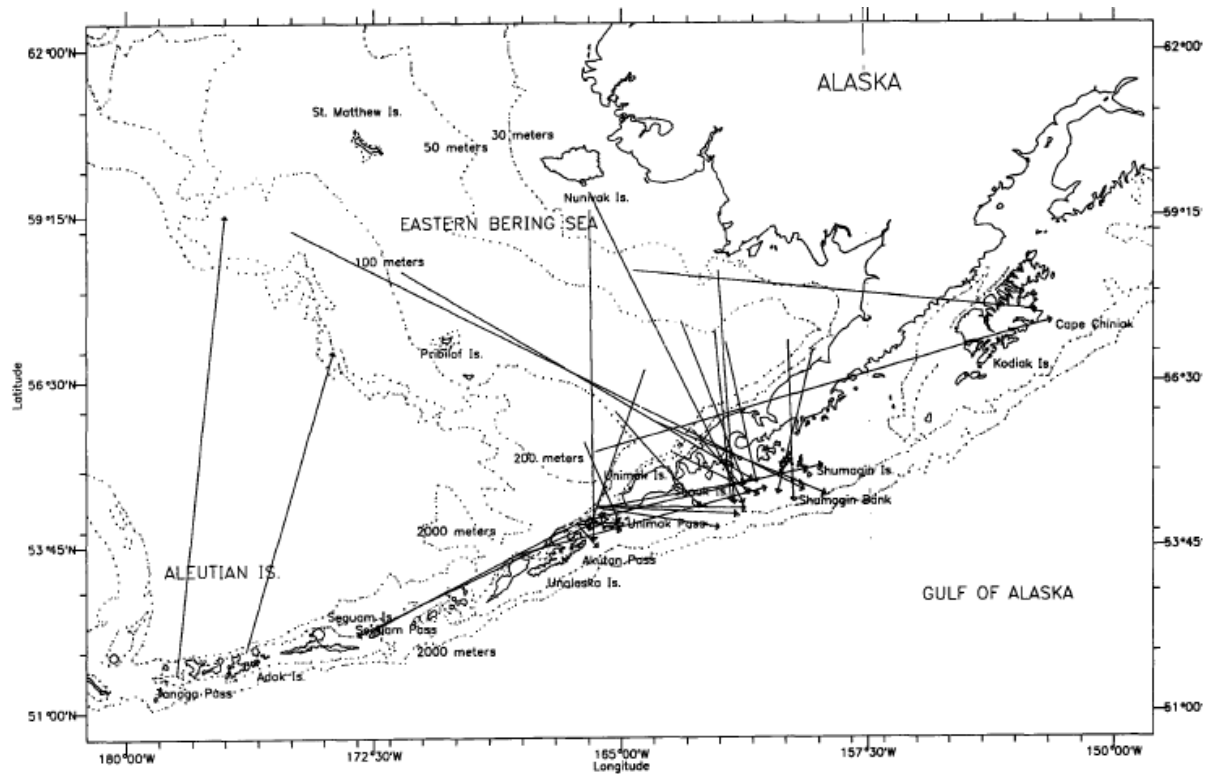 62°00'N
62°00'N
ALASKA
St. Matthew Is.
30 meters
50 meters
Nunivak Is.
59°15'N
59°15'N
EASTERN BERING SEA
100 meters
Cape Chiniak
Pribilof Is.
Kodiak Is.
56°30'N
56°30'N
Latitude
200 meters
Unimak Is.
Shumagin Is.
Shumagin Bank
Unimak Pass
2000 meters
53°45'N
53°45'N
Akutan Pass
ALEUTIAN IS.
Unalaska Is.
GULF OF ALASKA
Seguam Is.
Seguam Pass
2000 meters
Adak Is.
Tanaga Pass
51°00'N
51°00'N
180°00'W
172°30'W
165°00'W
157°30'W
150°00'W
Longitude